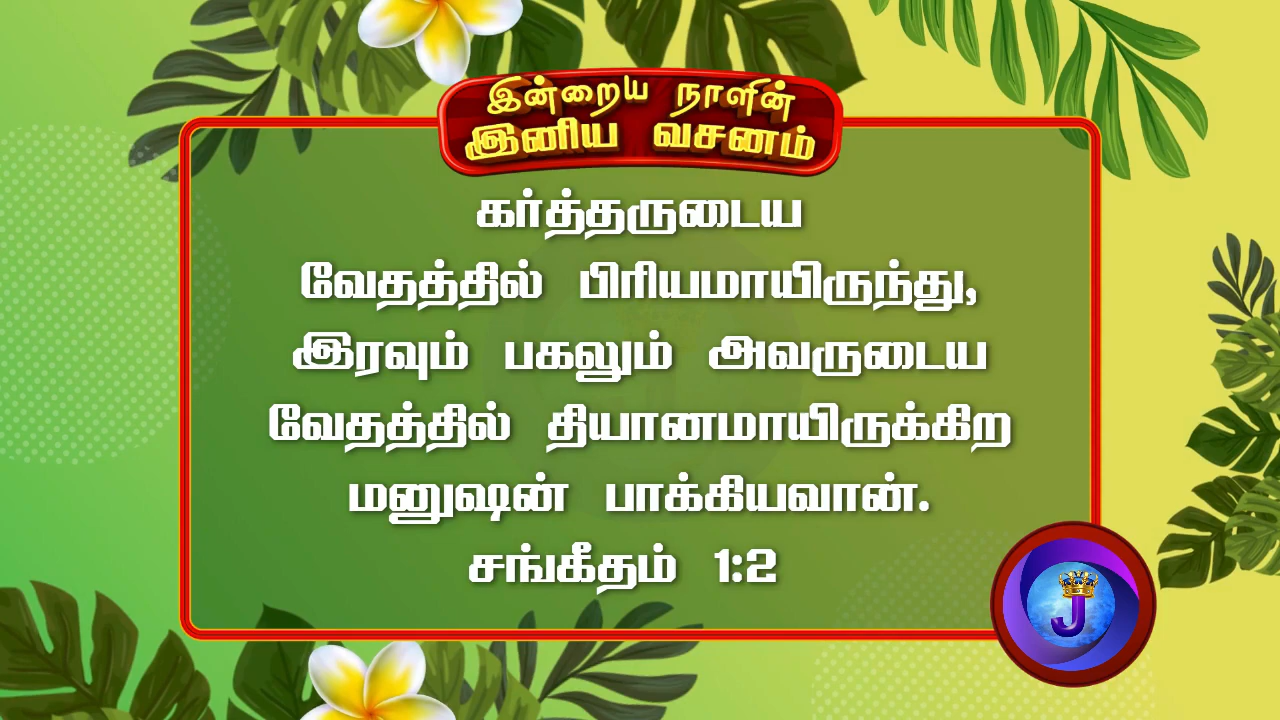 இன்றைய நாளின்
இனிய வசனம்
கர்த்தருடைய
வேதத்தில் பிரியமாயிருந்து,
இரவும் பகலும் அவருடைய
வேதத்தில் தியானமாயிருக்கிற
மனுஷன் பாக்கியவான்.
சங்கீதம் 1:2
J